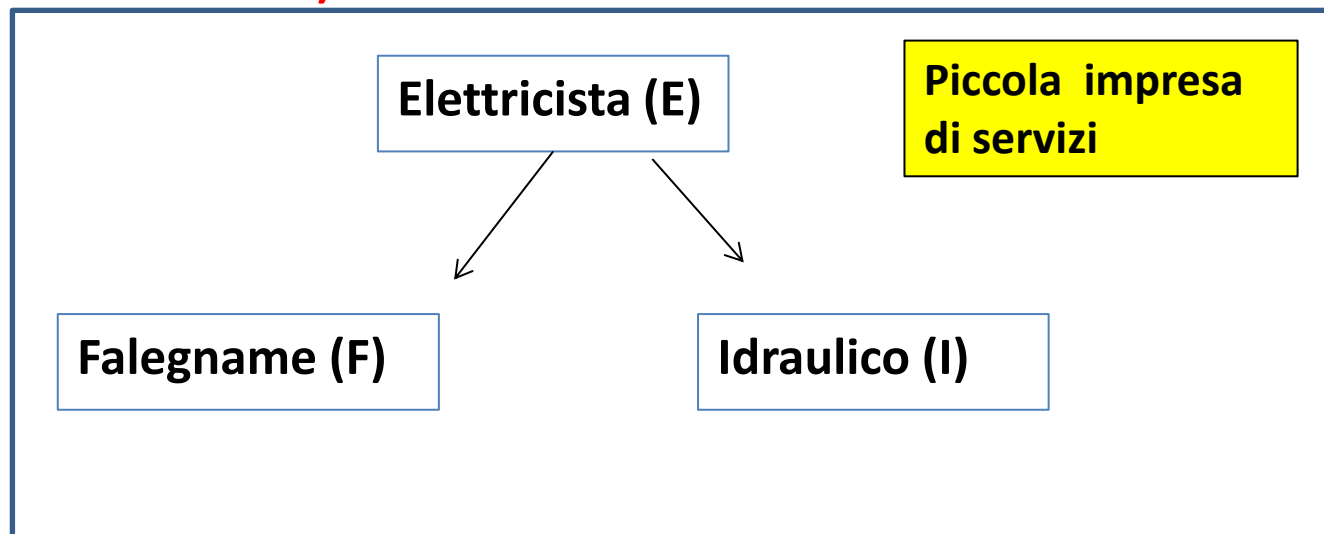 Elettricista (E)
Piccola impresa
di servizi
Falegname (F)
Idraulico (I)